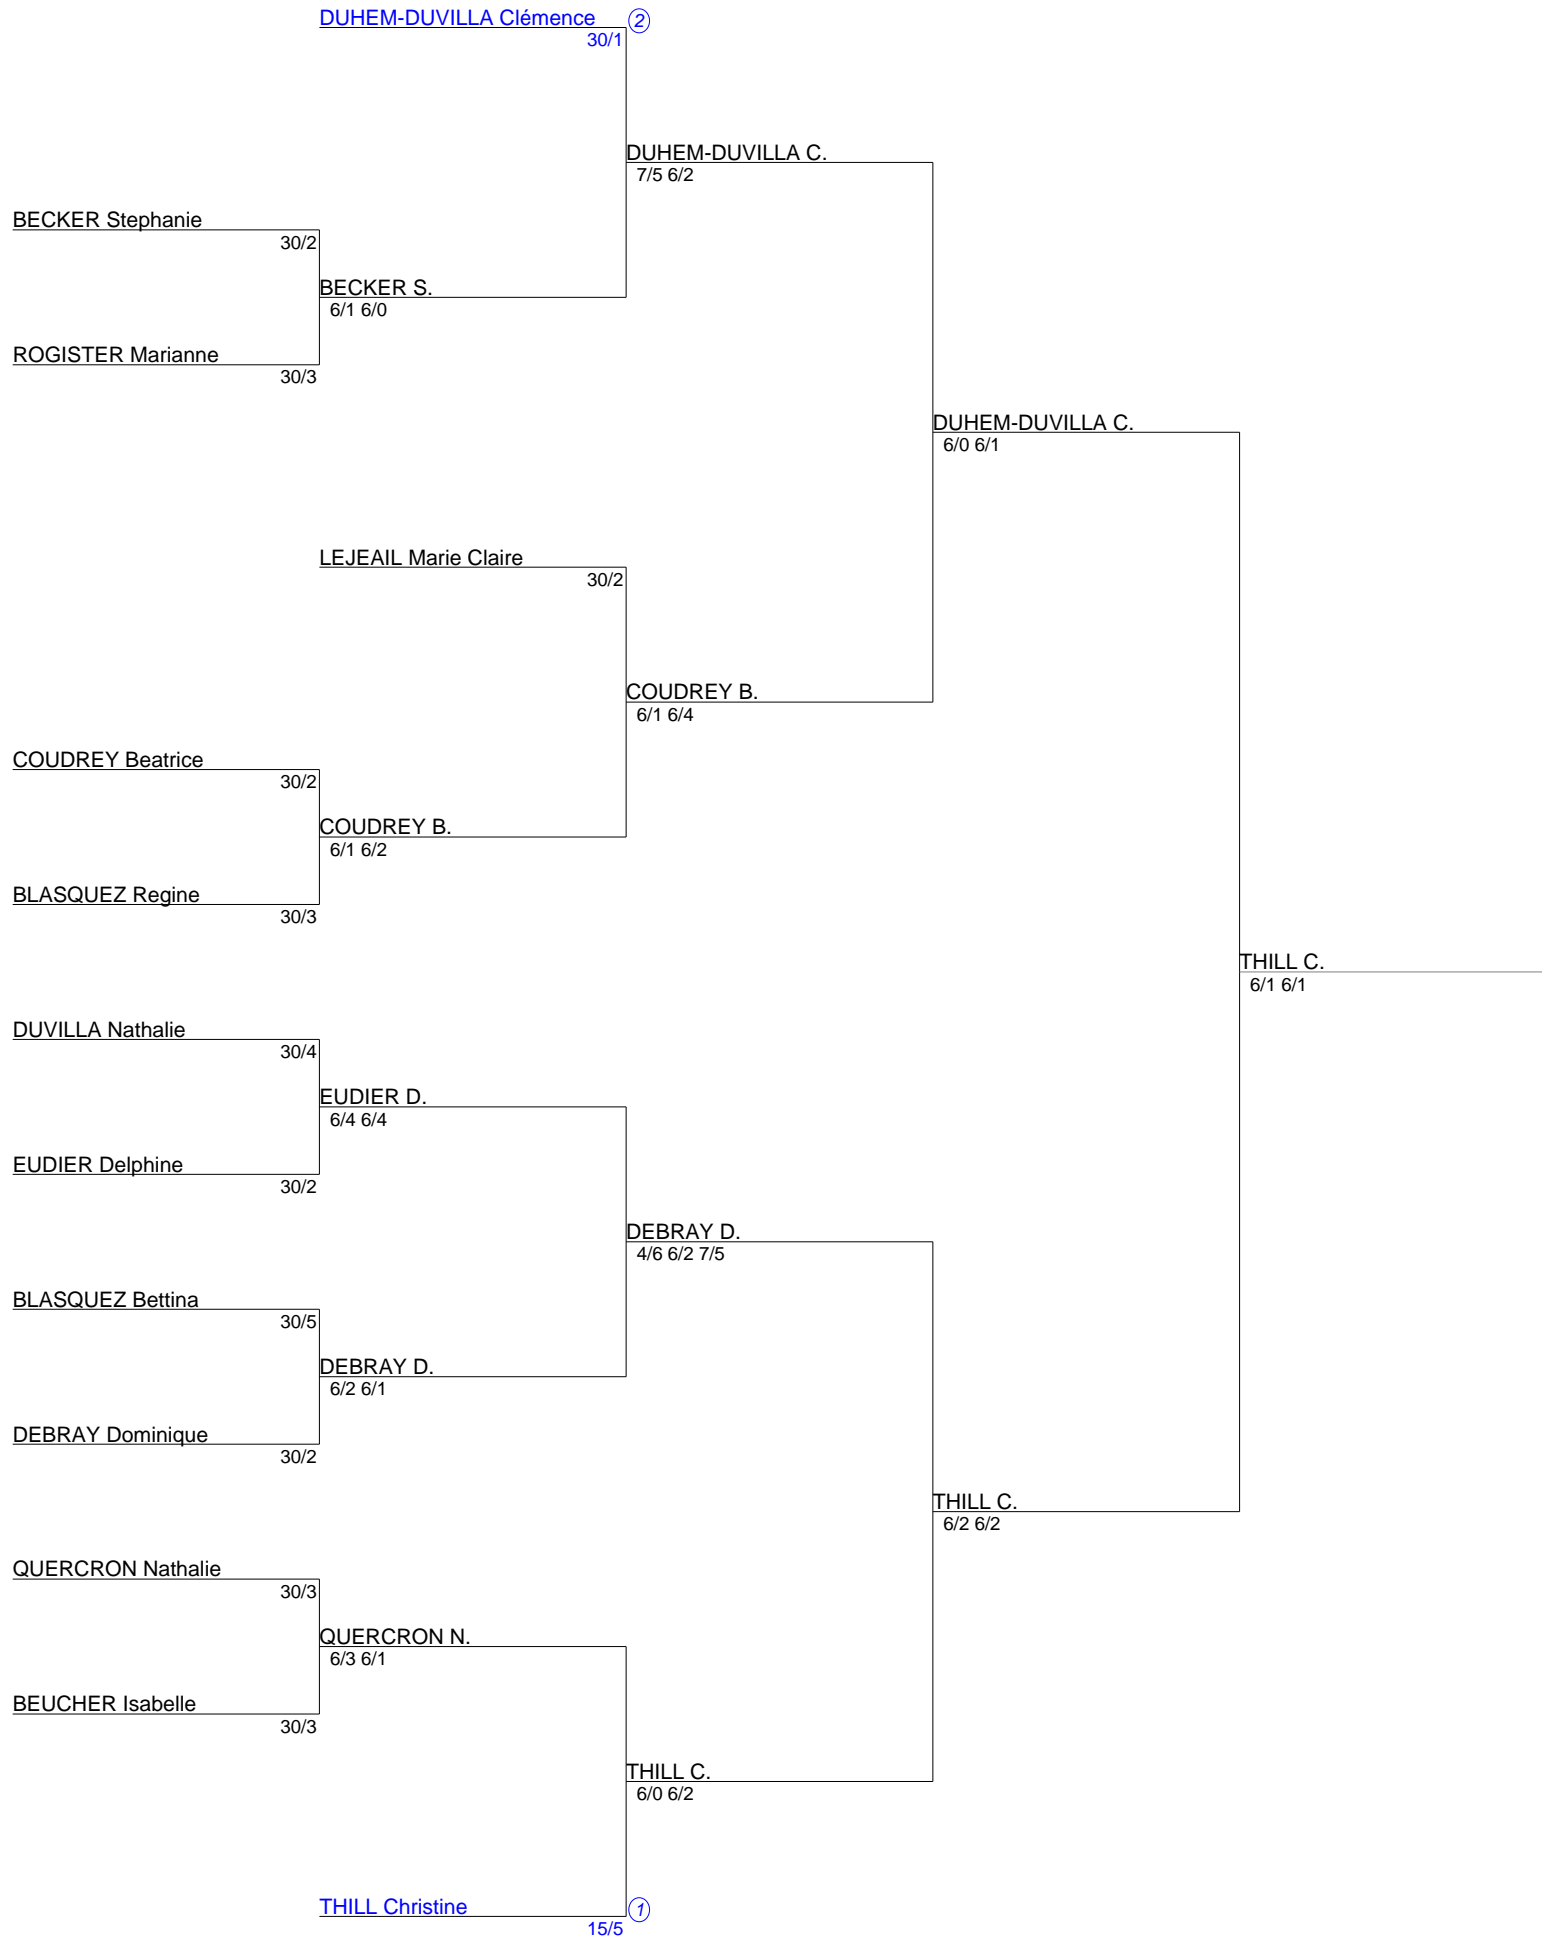 DUHEM-DUVILLA Clémence 2
30/1
DUHEM-DUVILLA C.
7/5 6/2
BECKER Stephanie
30/2
BECKER S.
6/1 6/0
ROGISTER Marianne
30/3
DUHEM-DUVILLA C.
6/0 6/1
LEJEAIL Marie Claire
30/2
COUDREY B.
6/1 6/4
COUDREY Beatrice
30/2
COUDREY B.
6/1 6/2
BLASQUEZ Regine
30/3
THILL C.
6/1 6/1
DUVILLA Nathalie
30/4
EUDIER D.
6/4 6/4
EUDIER Delphine
30/2
DEBRAY D.
4/6 6/2 7/5
BLASQUEZ Bettina
30/5
DEBRAY D.
6/2 6/1
DEBRAY Dominique
30/2
THILL C.
6/2 6/2
QUERCRON Nathalie
30/3
QUERCRON N.
6/3 6/1
BEUCHER Isabelle
30/3
THILL C.
6/0 6/2
THILL Christine 1
15/5